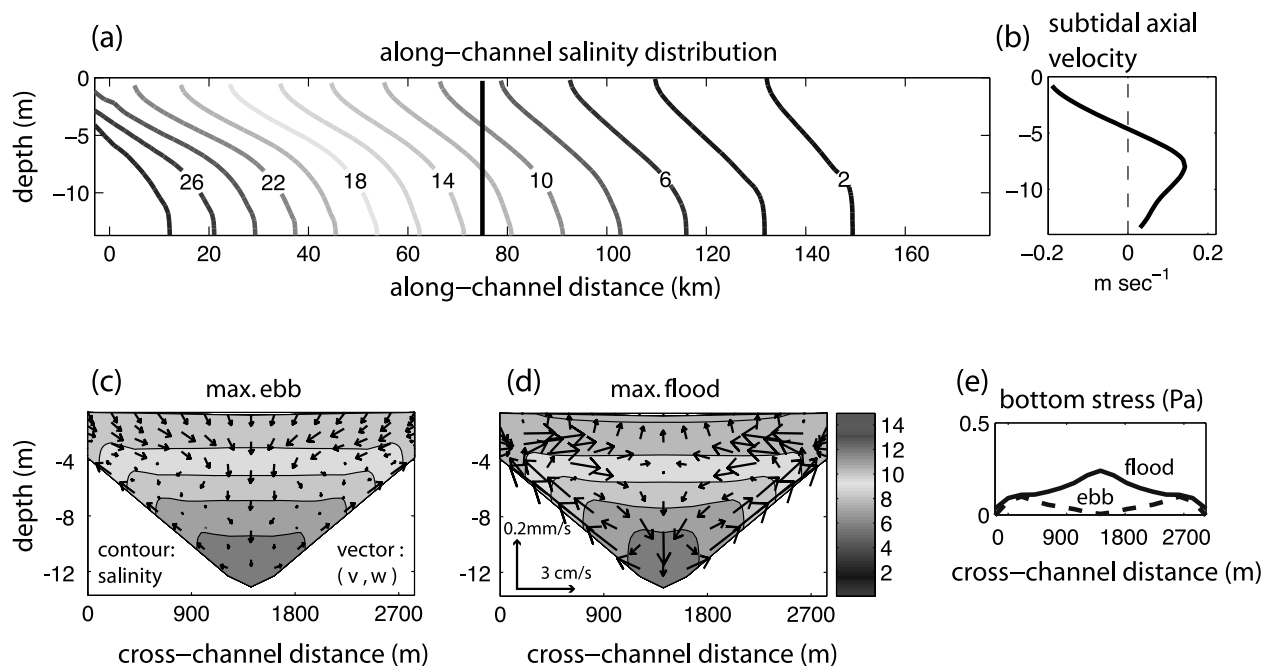 (a)
along−channel salinity distribution
depth (m)
0
−5
−10
26
22
18
14
10
6
2
0
20
40
60
80
100
120
140
160
along−channel distance (km)
(b) subtidal axial
velocity
0
−5
−10
−0.2
0
0.2
m sec−1
(c)
max. ebb
depth (m)
-4
-8
-12
contour:
salinity
vector :
( v , w )
0
900
1800
2700
cross−channel distance (m)
(d)
max. flood
-4
-8
-12
0.2mm/s
3 cm/s
0
900
1800
2700
cross−channel distance (m)
14
12
10
8
6
4
2
(e)
bottom stress (Pa)
0.5
0
flood
ebb
0
900
1800
2700
cross−channel distance (m)